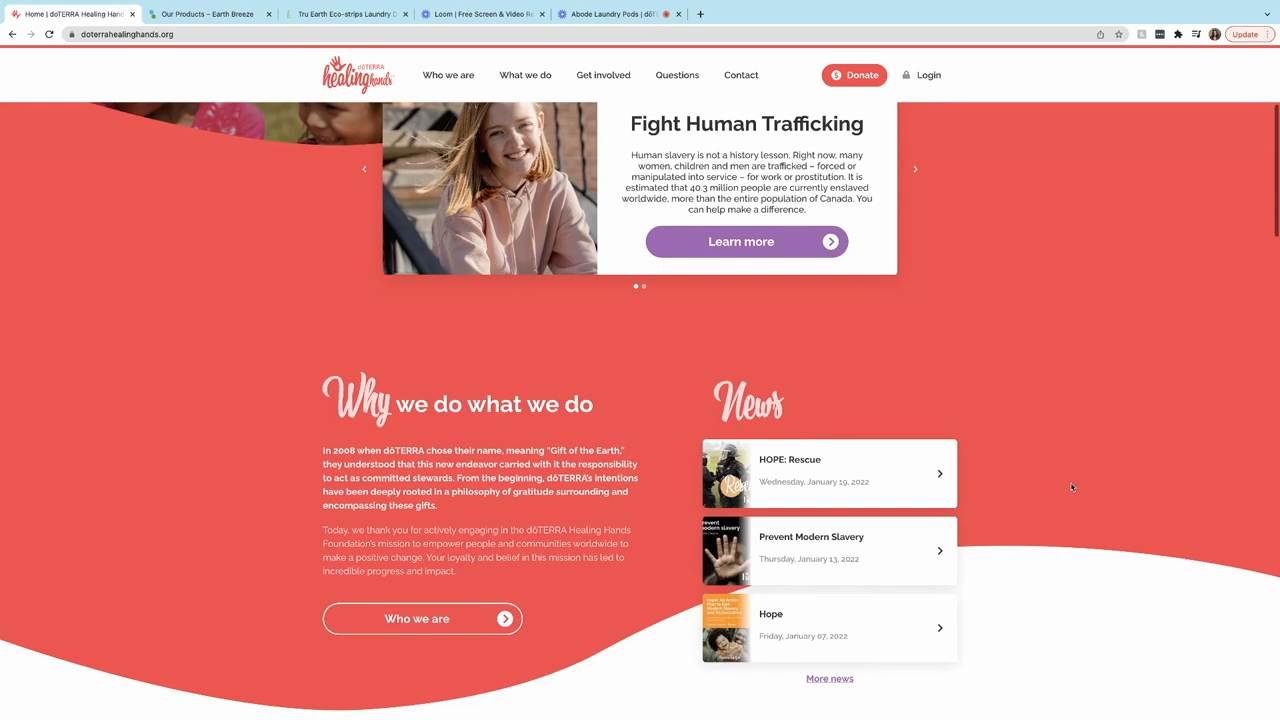 Home | dōTERRA Healing Han
Our Products – Earth Breeze
Tru Earth Eco-strips Laundry D
Loom | Free Screen & Video Re
Abode Laundry Pods | dōTE
doterrahealinghands.org
Update
dōTERRA
healing hands
Who we are
What we do
Get involved
Questions
Contact
Donate
Login
Fight Human Trafficking
Human slavery is not a history lesson. Right now, many
women, children and men are trafficked – forced or
manipulated into service – for work or prostitution. It is
estimated that 40.3 million people are currently enslaved
worldwide, more than the entire population of Canada. You
can help make a difference.
Learn more
Why we do what we do
In 2008 when dōTERRA chose their name, meaning “Gift of the Earth,”
they understood that this new endeavor carried with it the responsibility
to act as committed stewards. From the beginning, dōTERRA’s intentions
have been deeply rooted in a philosophy of gratitude surrounding and
encompassing these gifts.
Today, we thank you for actively engaging in the dōTERRA Healing Hands
Foundation’s mission to empower people and communities worldwide to
make a positive change. Your loyalty and belief in this mission has led to
incredible progress and impact.
Who we are
News
HOPE: Rescue
Wednesday, January 19, 2022
Prevent Modern Slavery
Thursday, January 13, 2022
Hope
Friday, January 07, 2022
More news